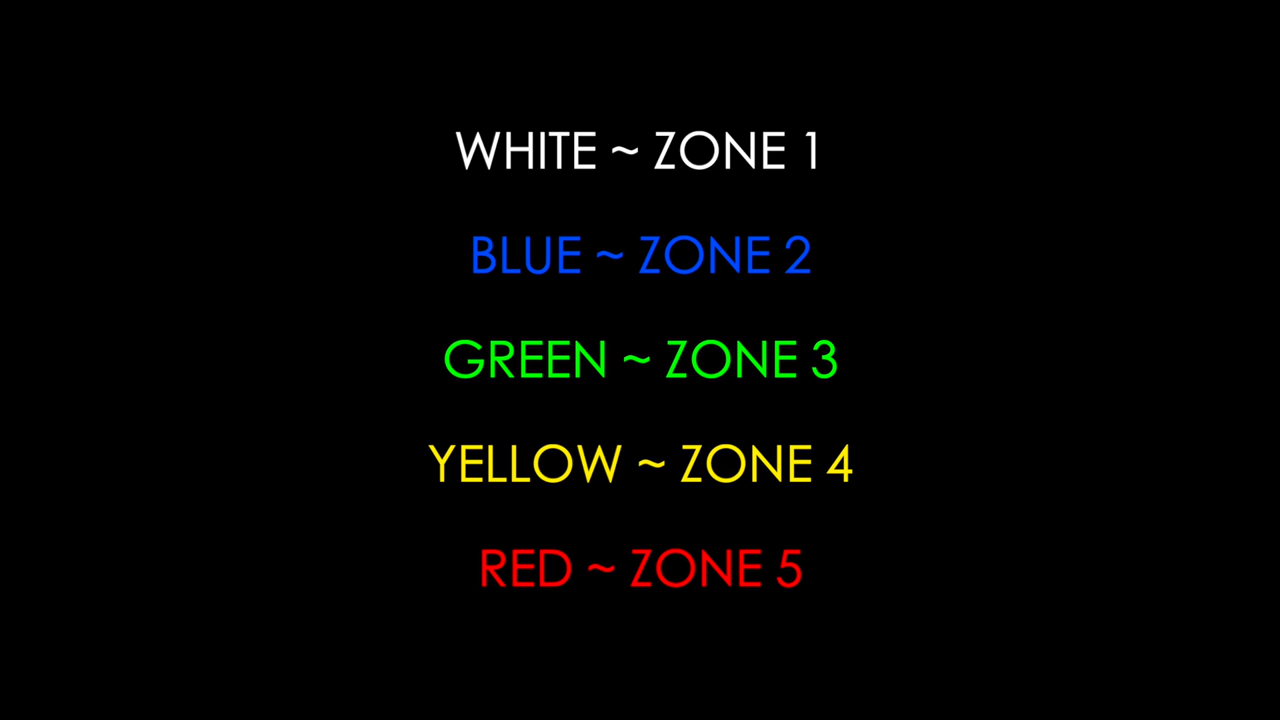 WHITE ~ ZONE 1
BLUE ~ ZONE 2
GREEN ~ ZONE 3
YELLOW ~ ZONE 4
RED ~ ZONE 5